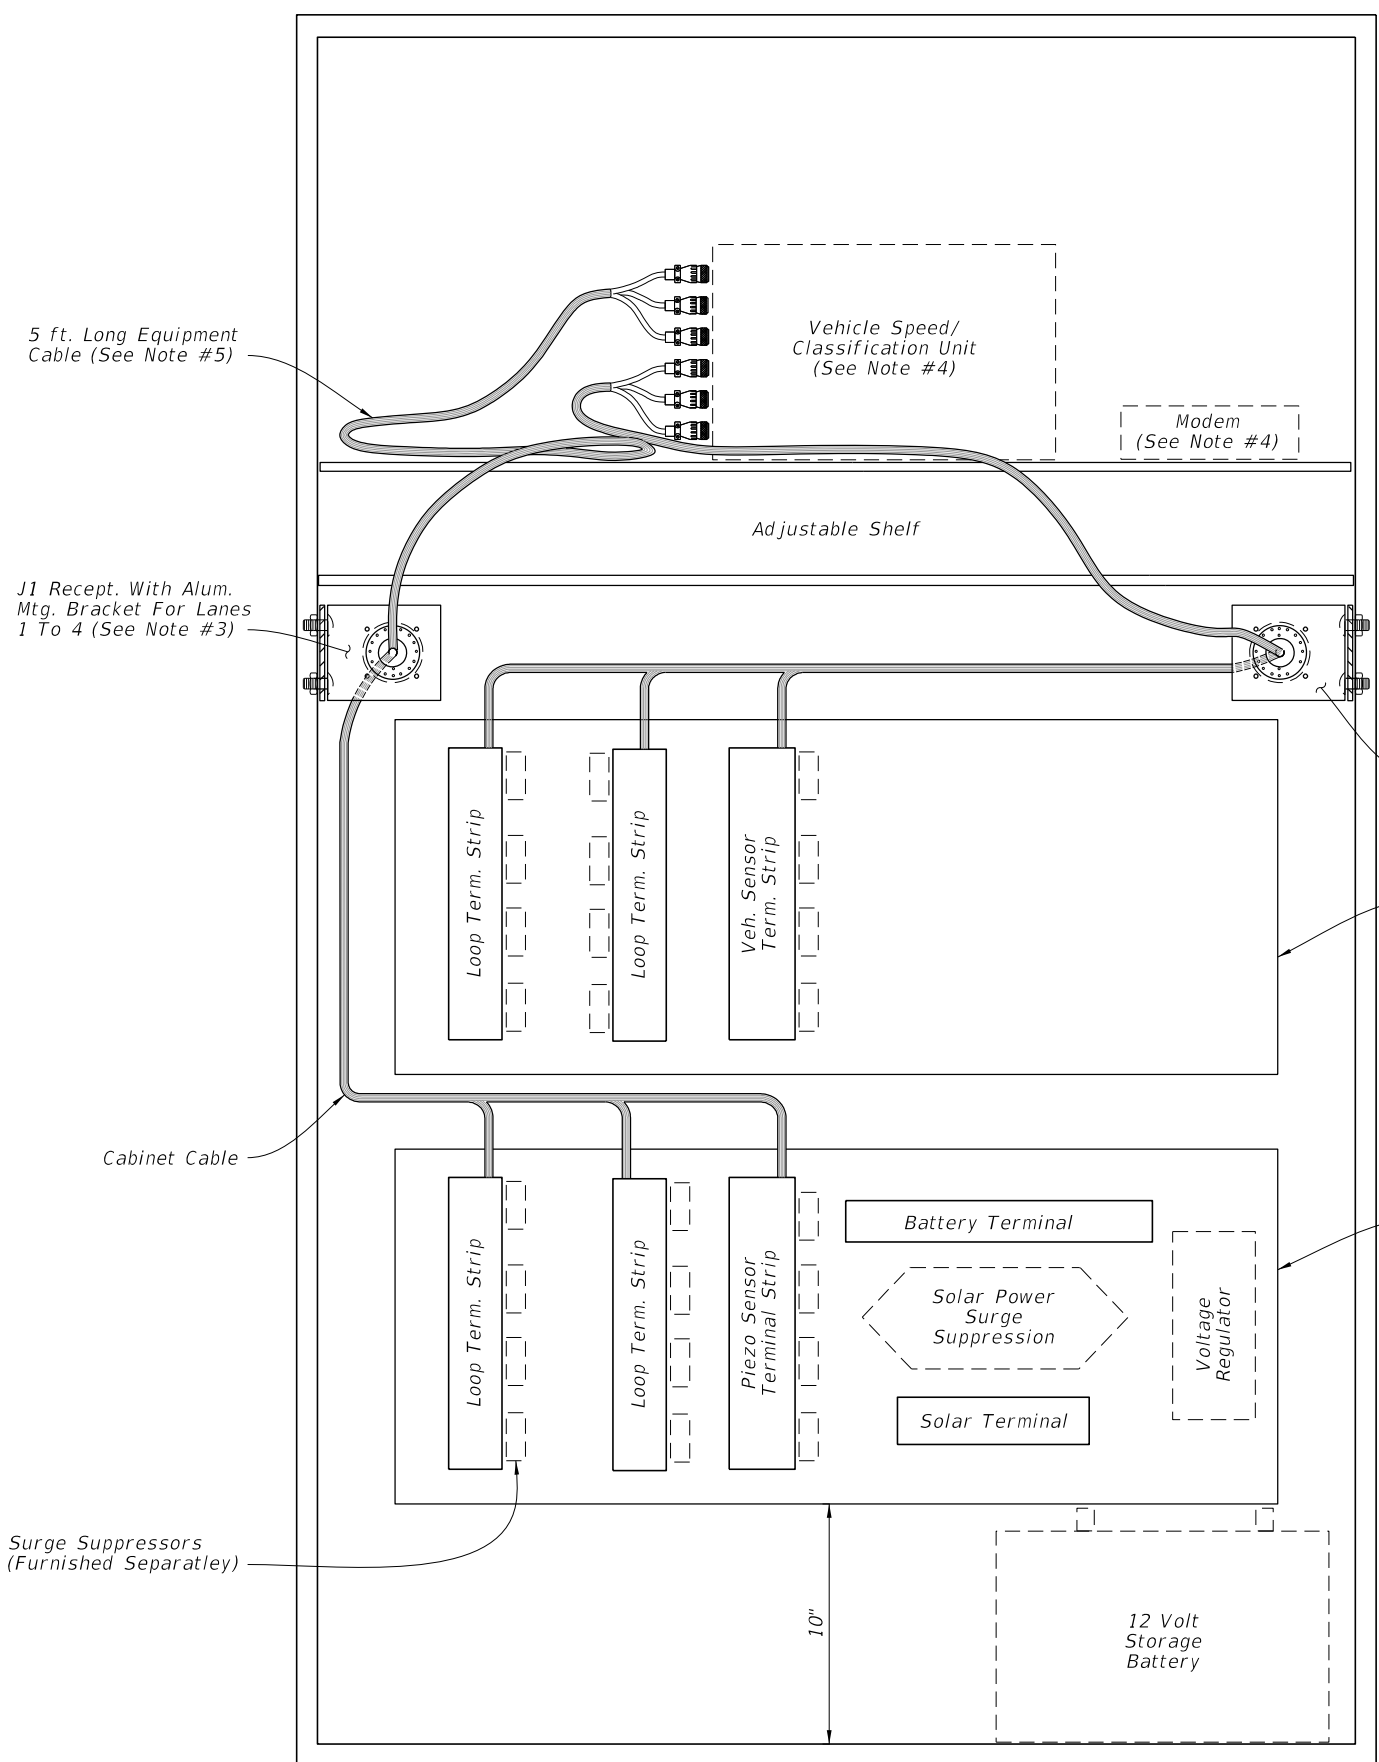 5 ft. Long Equipment
Cable (See Note #5)
Vehicle Speed/
Classification Unit
(See Note #4)
Modem
(See Note #4)
Adjustable Shelf
J1 Recept. With Alum.
Mtg. Bracket For Lanes
1 To 4 (See Note #3)
Loop Term. Strip
Loop Term. Strip
Veh. Sensor
Term. Strip
Cabinet Cable
Loop Term. Strip
Loop Term. Strip
Piezo Sensor
Terminal Strip
Battery Terminal
Solar Power
Surge
Suppression
Voltage
Regulator
Solar Terminal
Surge Suppressors
(Furnished Separatley)
10"
12 Volt
Storage
Battery